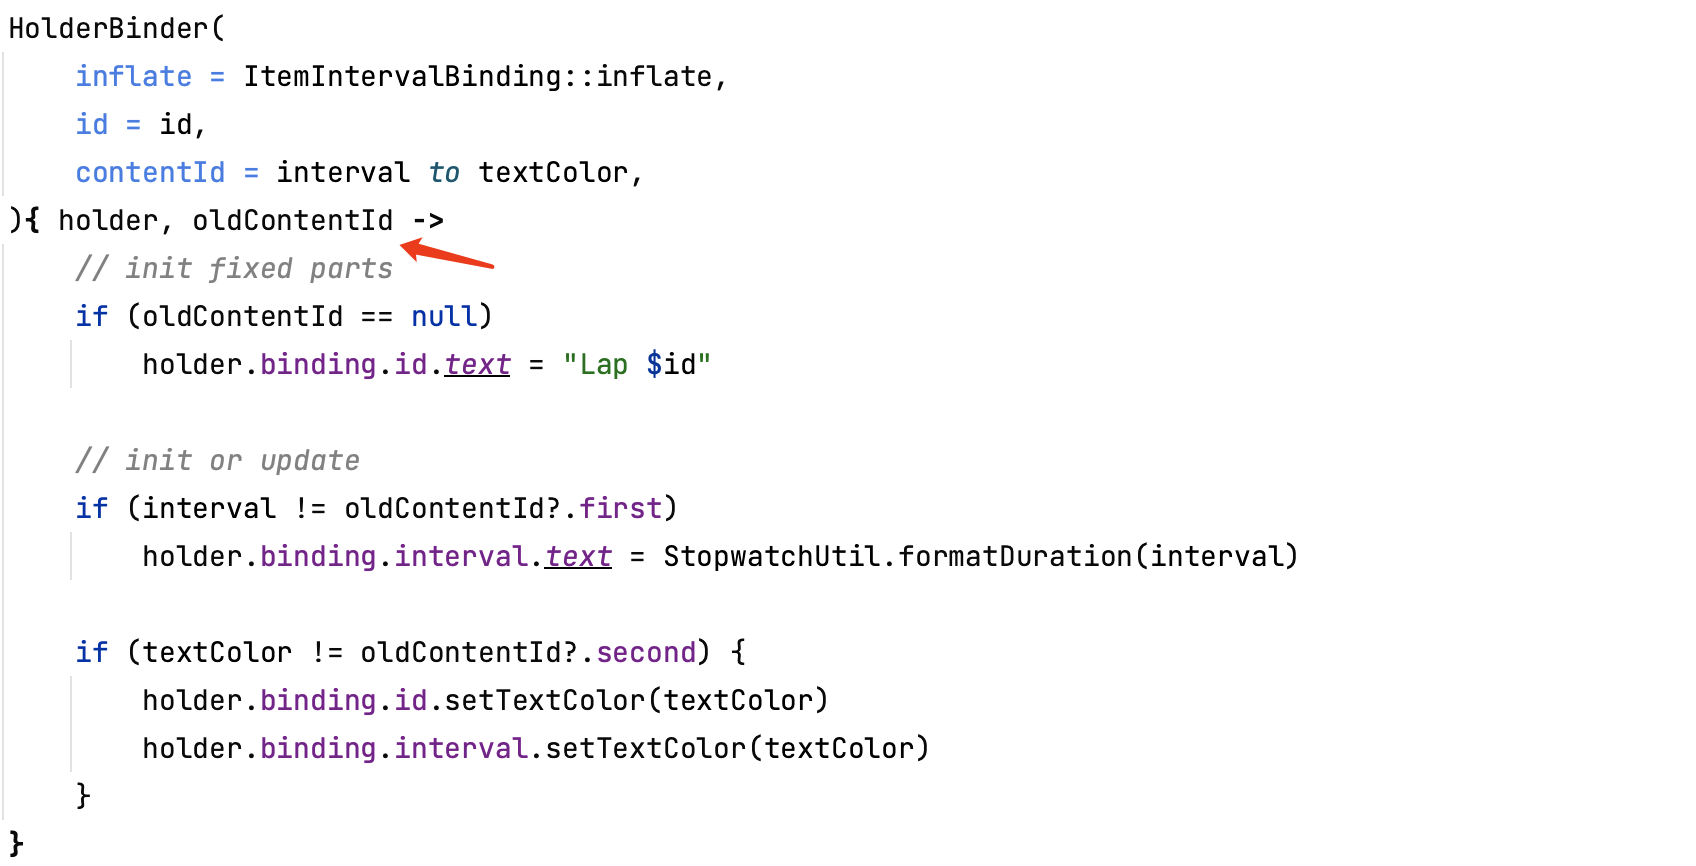 HolderBinder(
    inflate = ItemIntervalBinding::inflate,
    id = id,
    contentId = interval to textColor,
){ holder, oldContentId ->
    // init fixed parts
    if (oldContentId == null)
        holder.binding.id.text = "Lap $id"

    // init or update
    if (interval != oldContentId?.first)
        holder.binding.interval.text = StopwatchUtil.formatDuration(interval)

    if (textColor != oldContentId?.second) {
        holder.binding.id.setTextColor(textColor)
        holder.binding.interval.setTextColor(textColor)
    }
}